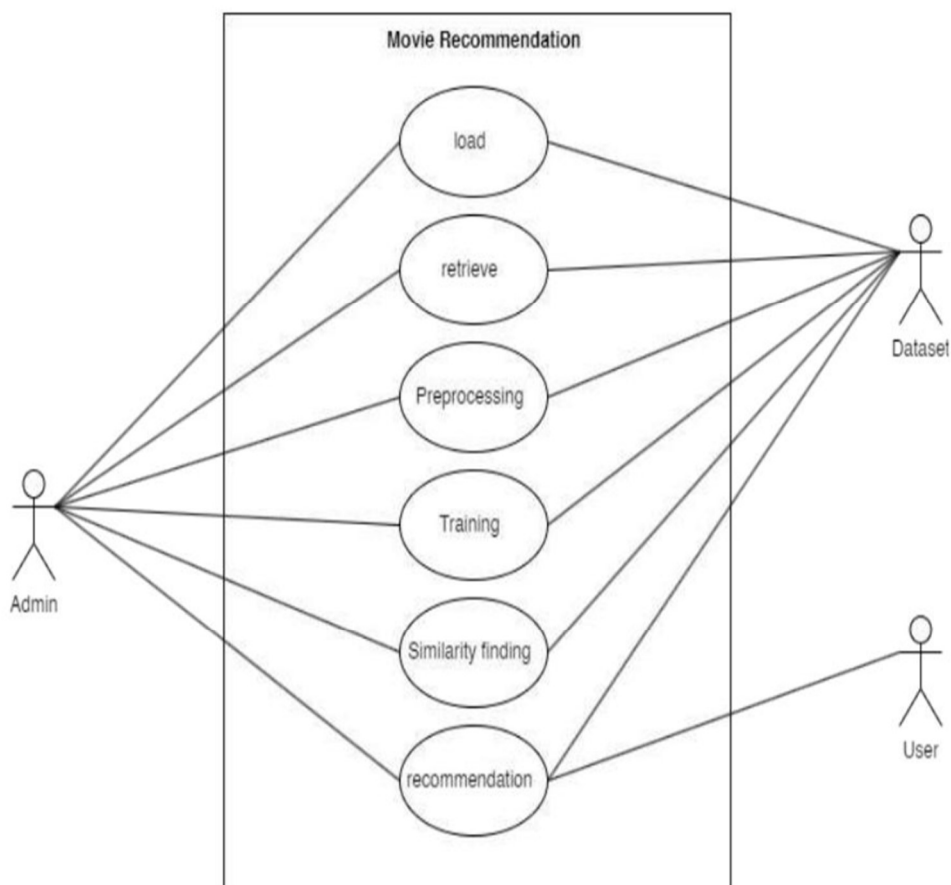 Movie Recommendation
load
retrieve
Dataset
Preprocessing
Training
Admin
Similarity finding
User
recommendation